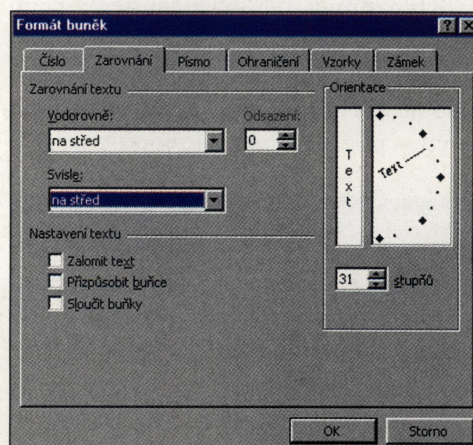 Formát buněk
Číslo Zarovnání Písmo Ohraničení Vzorky Zámek
Zarovnání textu
Vodorovně:
na střed
Odsazení:
0
Svisle:
na střed
Nastavení textu
Zalomit text
Přizpůsobit buňce
Sloučit buňky
Orientace
Text
Text
31 stupňů
OK Storno